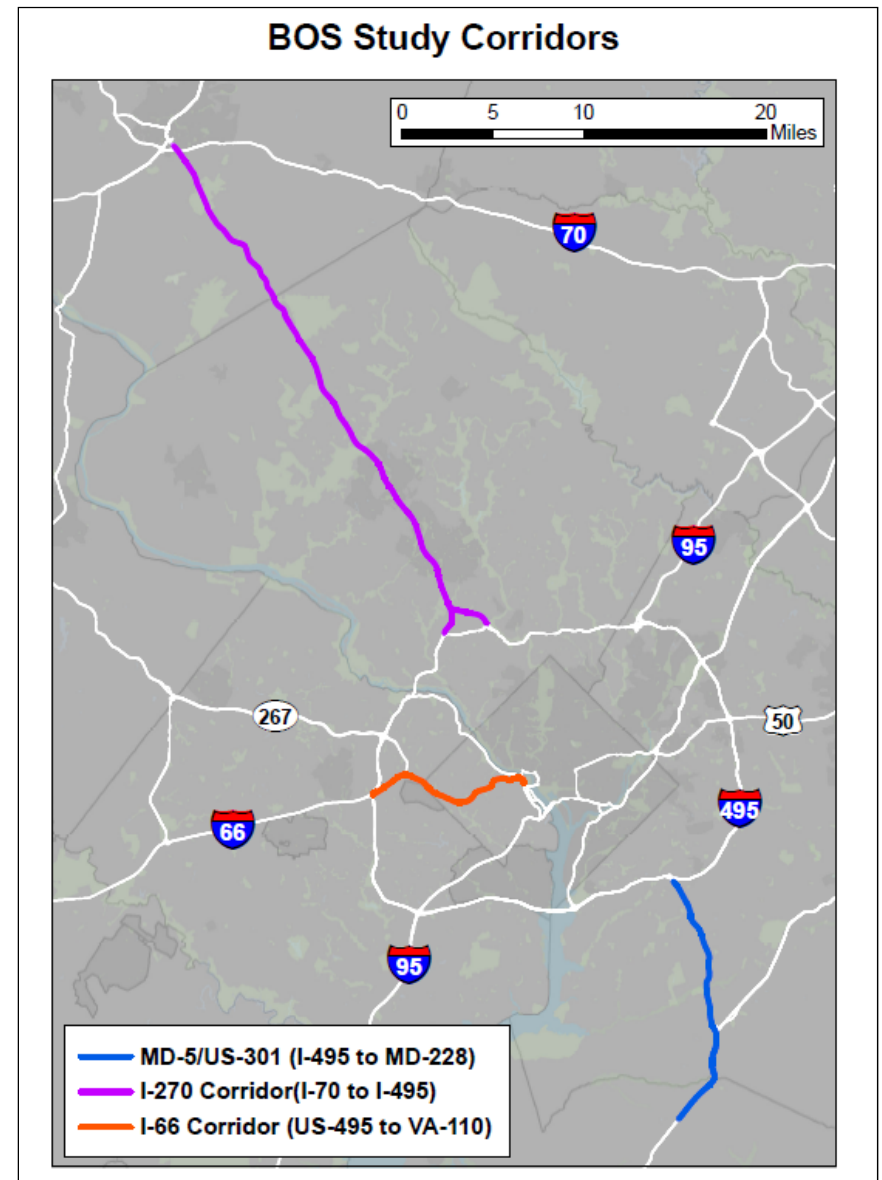 BOS Study Corridors
0 5 10 20
Miles
70
95
267
50
66
495
95
MD-5/US-301 (I-495 to MD-228)
I-270 Corridor(I-70 to I-495)
I-66 Corridor (US-495 to VA-110)